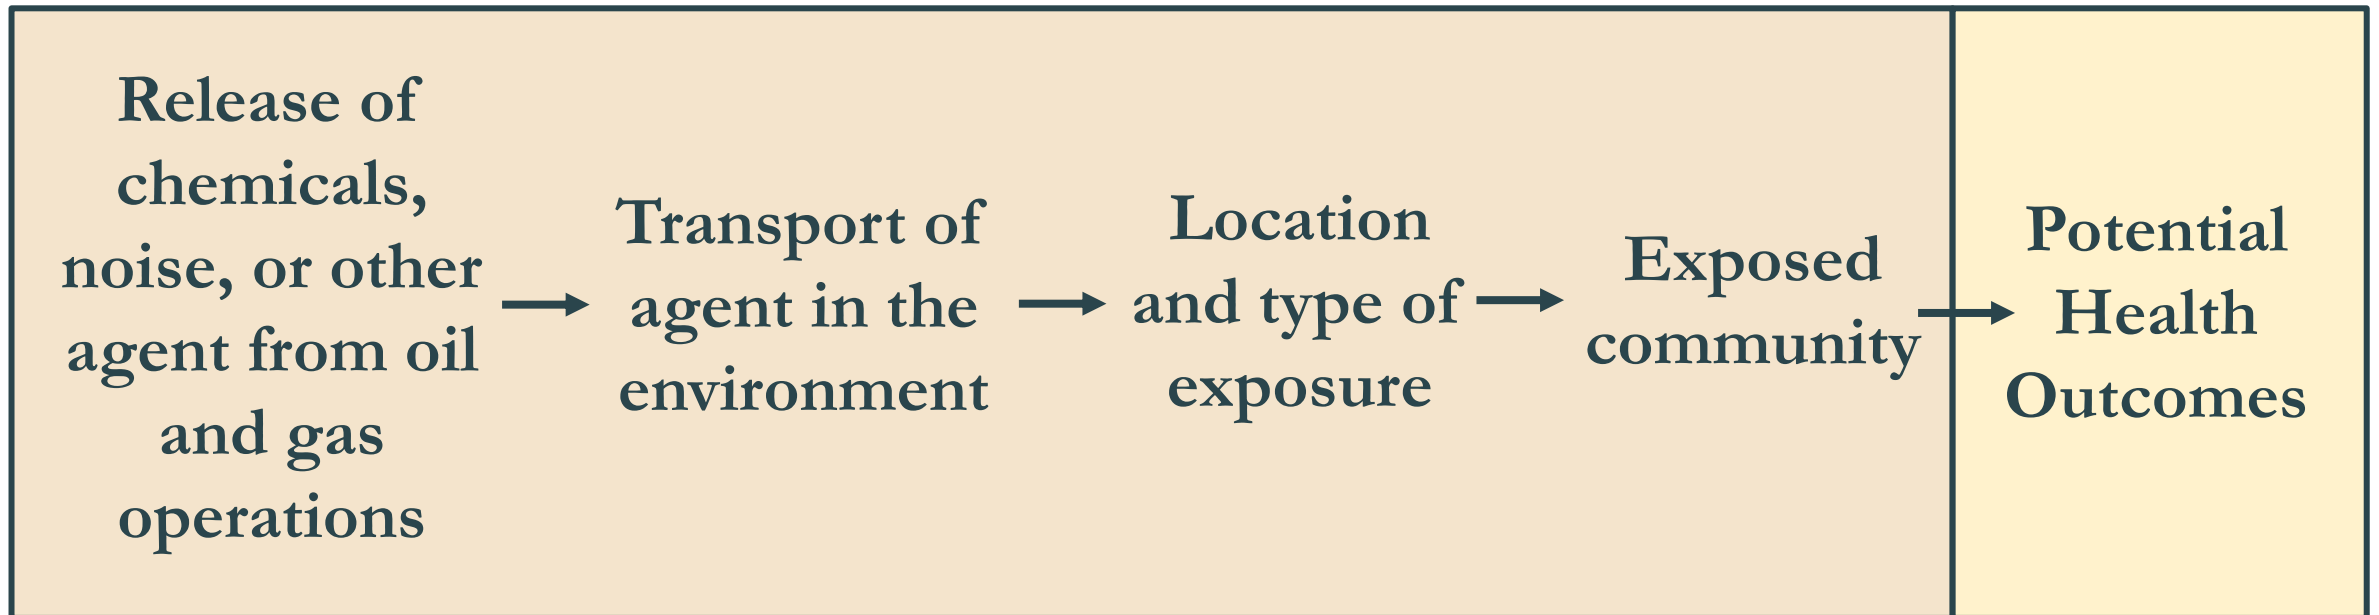 Release of
chemicals,
noise, or other
agent from oil
and gas
operations
Transport of
agent in the
environment
Location
and type of
exposure
Exposed
community
Potential
Health
Outcomes